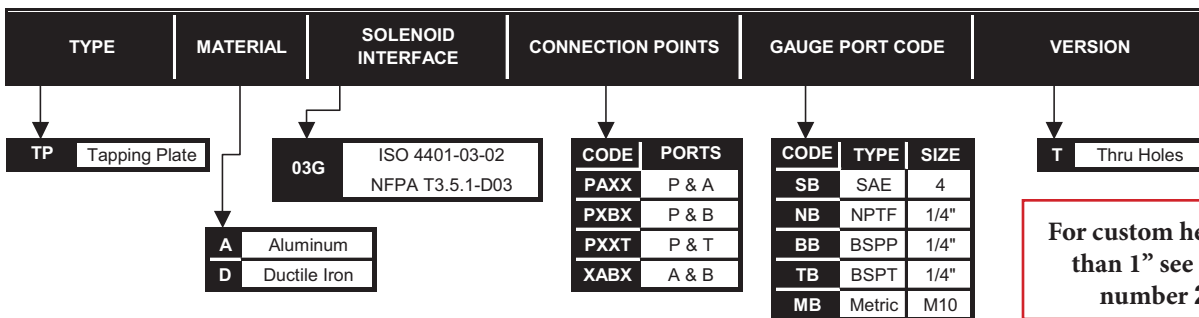 TYPE MATERIAL SOLENOID INTERFACE CONNECTION POINTS GAUGE PORT CODE VERSION
TP Tapping Plate
A Aluminum
D Ductile Iron
03G ISO 4401-03-02
NFPA T3.5.1-D03
CODE PORTS
PAXX P & A
PXBX P & B
PXXT P & T
XABX A & B
CODE TYPE SIZE
SB SAE 4
NB NPTF 1/4"
BB BSPP 1/4"
TB BSPT 1/4"
MB Metric M10
T Thru Holes
For custom he
than 1” see
number 2